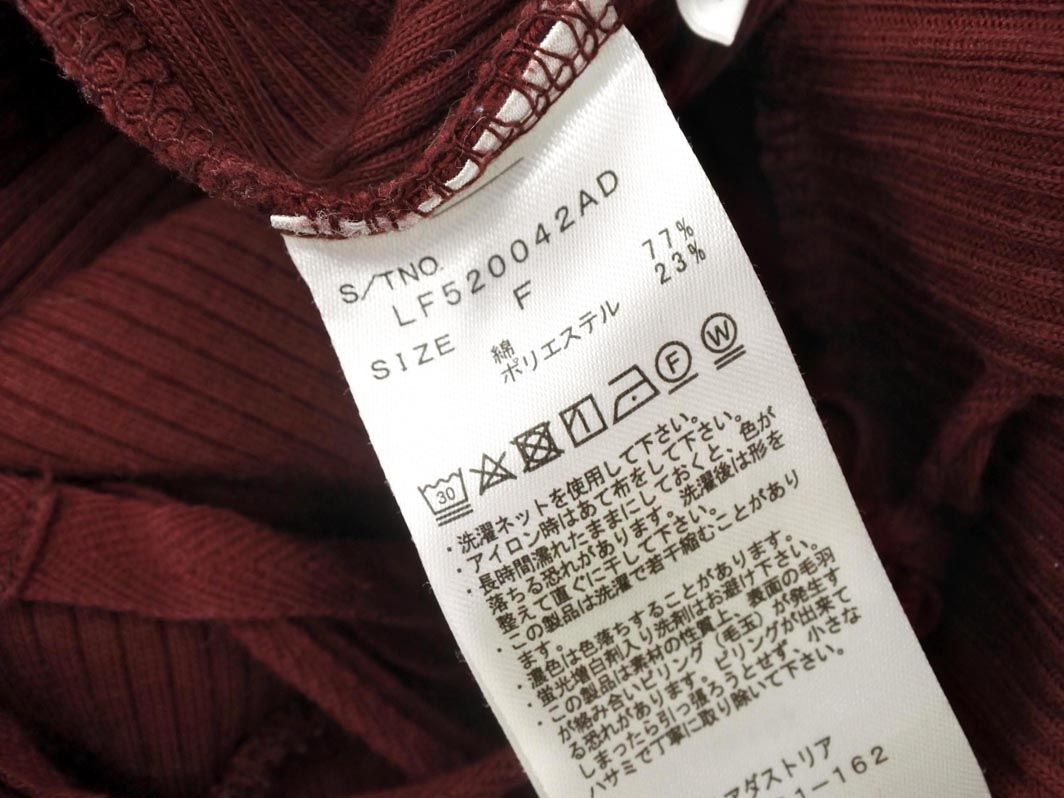 S/TNO.
LF520042AD
SIZE F
綿 77%
ポリエステル 23%
30 F W
・洗濯ネットを使用して下さい。
・アイロン時はあて布をして下さい。
・長時間濡れたままにしておくと、色が
落ちる恐れがあります。洗濯後は形を
整えて直ぐに干して下さい。
この製品は洗濯で若干縮むことがあり
ます。
・濃色は色落ちすることがあります。
・蛍光増白剤入り洗剤はお避け下さい。
・この製品は素材の性質上、表面の毛羽
が絡み合いピリング(毛玉)が発生す
る恐れがあります。ピリングが出来て
しまったら引っ張ろうとせず、小さな
ハサミで丁寧に取り除いて下さい。
アダストリア
1-162